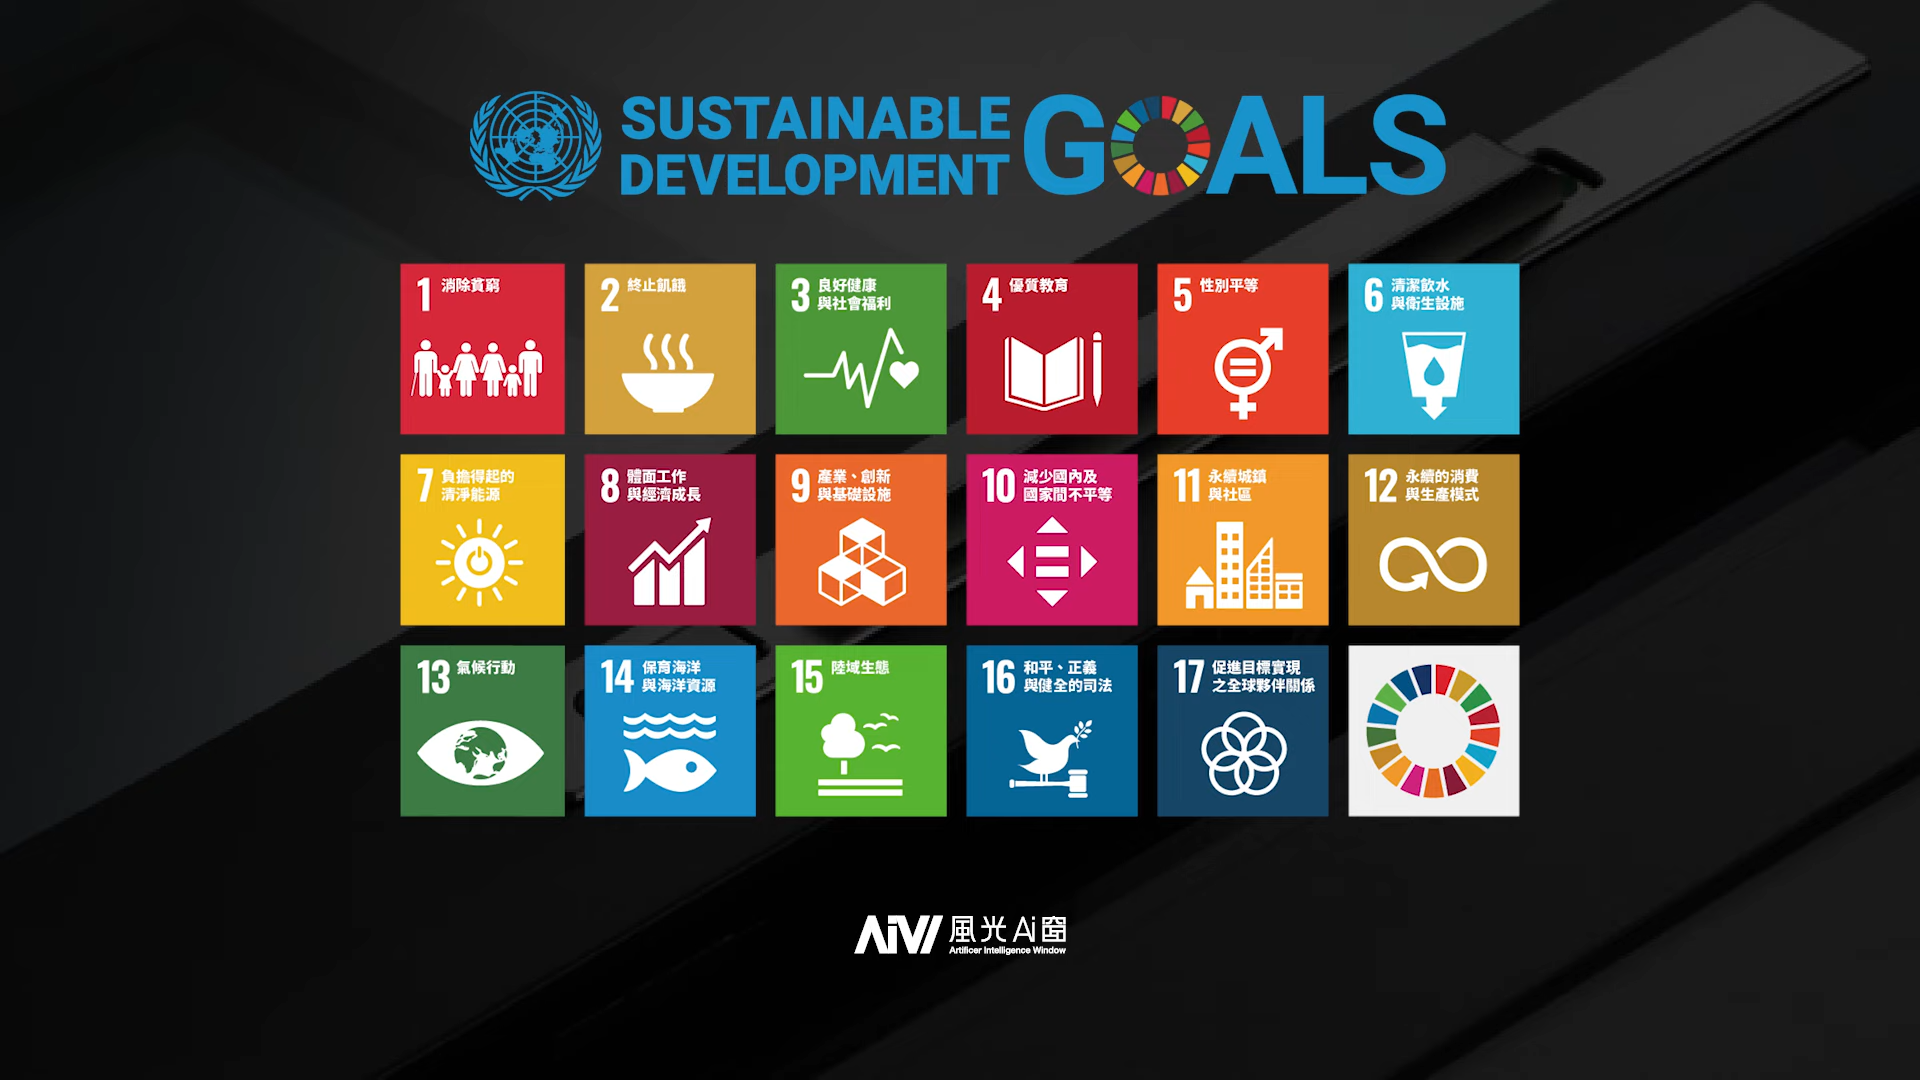 SUSTAINABLE
DEVELOPMENT
GOALS
1 消除貧窮
2 終止飢餓
3 良好健康
與社會福利
4 優質教育
5 性別平等
6 清潔飲水
與衛生設施
7 負擔得起的
清淨能源
8 體面工作
與經濟成長
9 產業、創新
與基礎設施
10 減少國內及
國家間不平等
11 永續城鎮
與社區
12 永續的消費
與生產模式
13 氣候行動
14 保育海洋
與海洋資源
15 陸域生態
16 和平、正義
與健全的司法
17 促進目標實現
之全球夥伴關係
AiW 風光Ai窗
Artificer Intelligence Window